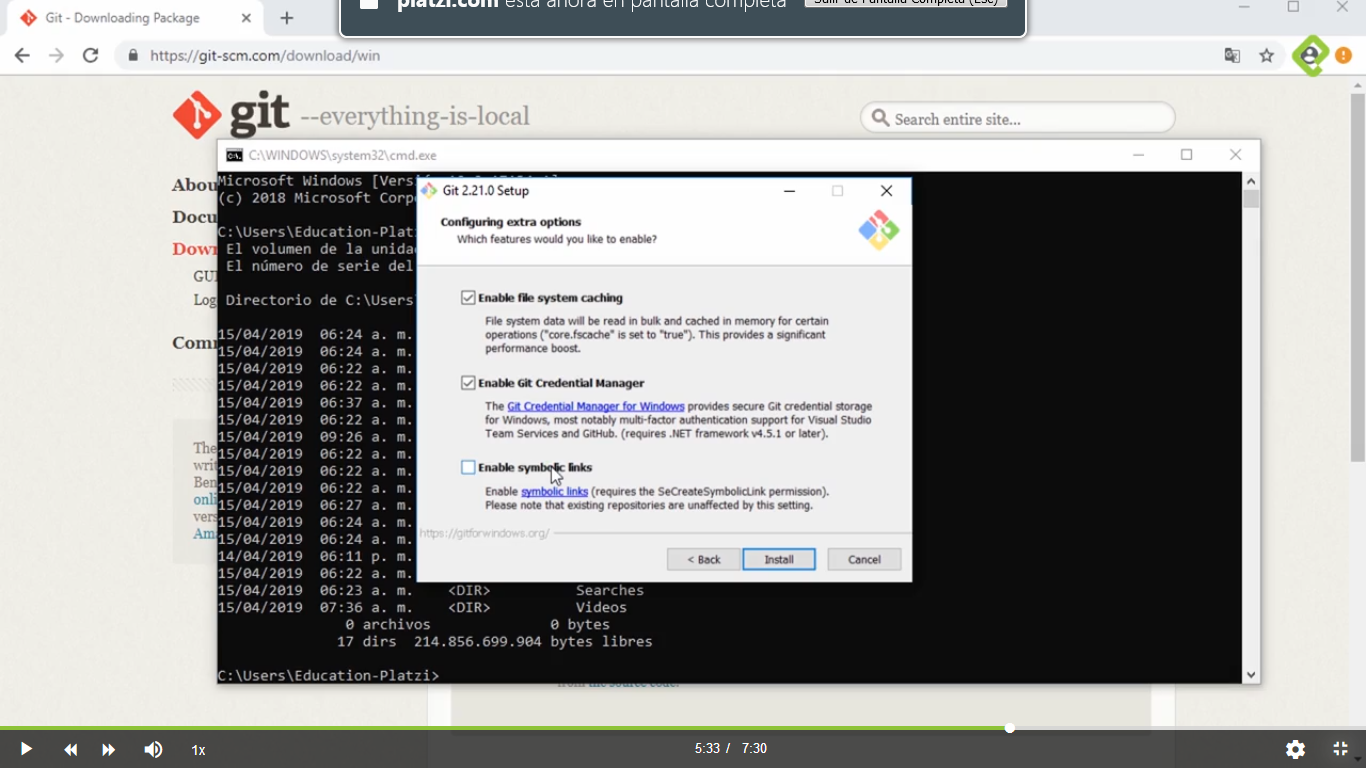 Git - Downloading Package
platzi.com está ahora en pantalla completa
Salir de Pantalla Completa (Esc)
https://git-scm.com/download/win
git --everything-is-local
Search entire site...
C:\WINDOWS\system32\cmd.exe
Microsoft Windows [Versi
(c) 2018 Microsoft Corp
C:\Users\Education-Platz
El volumen de la unida
El número de serie del
Directorio de C:\Users
15/04/2019 06:24 a. m.
15/04/2019 06:24 a. m.
15/04/2019 06:22 a. m.
15/04/2019 06:22 a. m.
15/04/2019 06:37 a. m.
15/04/2019 06:22 a. m.
15/04/2019 09:26 a. m.
15/04/2019 06:22 a. m.
15/04/2019 06:22 a. m.
15/04/2019 06:22 a. m.
15/04/2019 06:27 a. m.
15/04/2019 06:24 a. m.
15/04/2019 06:24 a. m.
14/04/2019 06:11 p. m.
15/04/2019 06:22 a. m.
15/04/2019 06:23 a. m. <DIR> Searches
15/04/2019 07:36 a. m. <DIR> Videos
0 archivos 0 bytes
17 dirs 214.856.699.904 bytes libres
C:\Users\Education-Platzi>
Git 2.21.0 Setup
Configuring extra options
Which features would you like to enable?
Enable file system caching
File system data will be read in bulk and cached in memory for certain
operations ("core.fscache" is set to "true"). This provides a significant
performance boost.
Enable Git Credential Manager
The Git Credential Manager for Windows provides secure Git credential storage
for Windows, most notably multi-factor authentication support for Visual Studio
Team Services and GitHub. (requires .NET framework v4.5.1 or later).
Enable symbolic links
Enable symbolic links (requires the SeCreateSymbolicLink permission).
Please note that existing repositories are unaffected by this setting.
https://gitforwindows.org/
< Back Install Cancel
from the source code.
1x
5:33 / 7:30